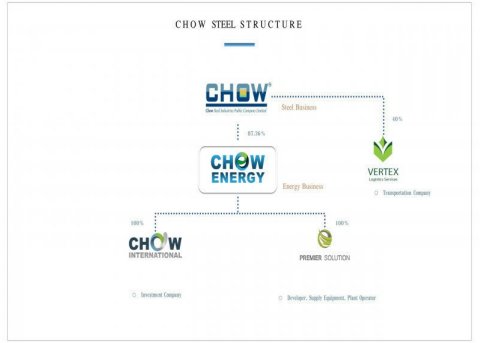 CHOW STEEL STRUCTURE
CHOW®
Chow Steel Industries Public Company Limited
Steel Business
60%
87.36%
VERTEX
Logistics Services
CHOW
ENERGY
Energy Business
Transportation Company
100%
100%
CHOW
INTERNATIONAL
PREMIER SOLUTION
Investment Company
Developer, Supply Equipment, Plant Operator